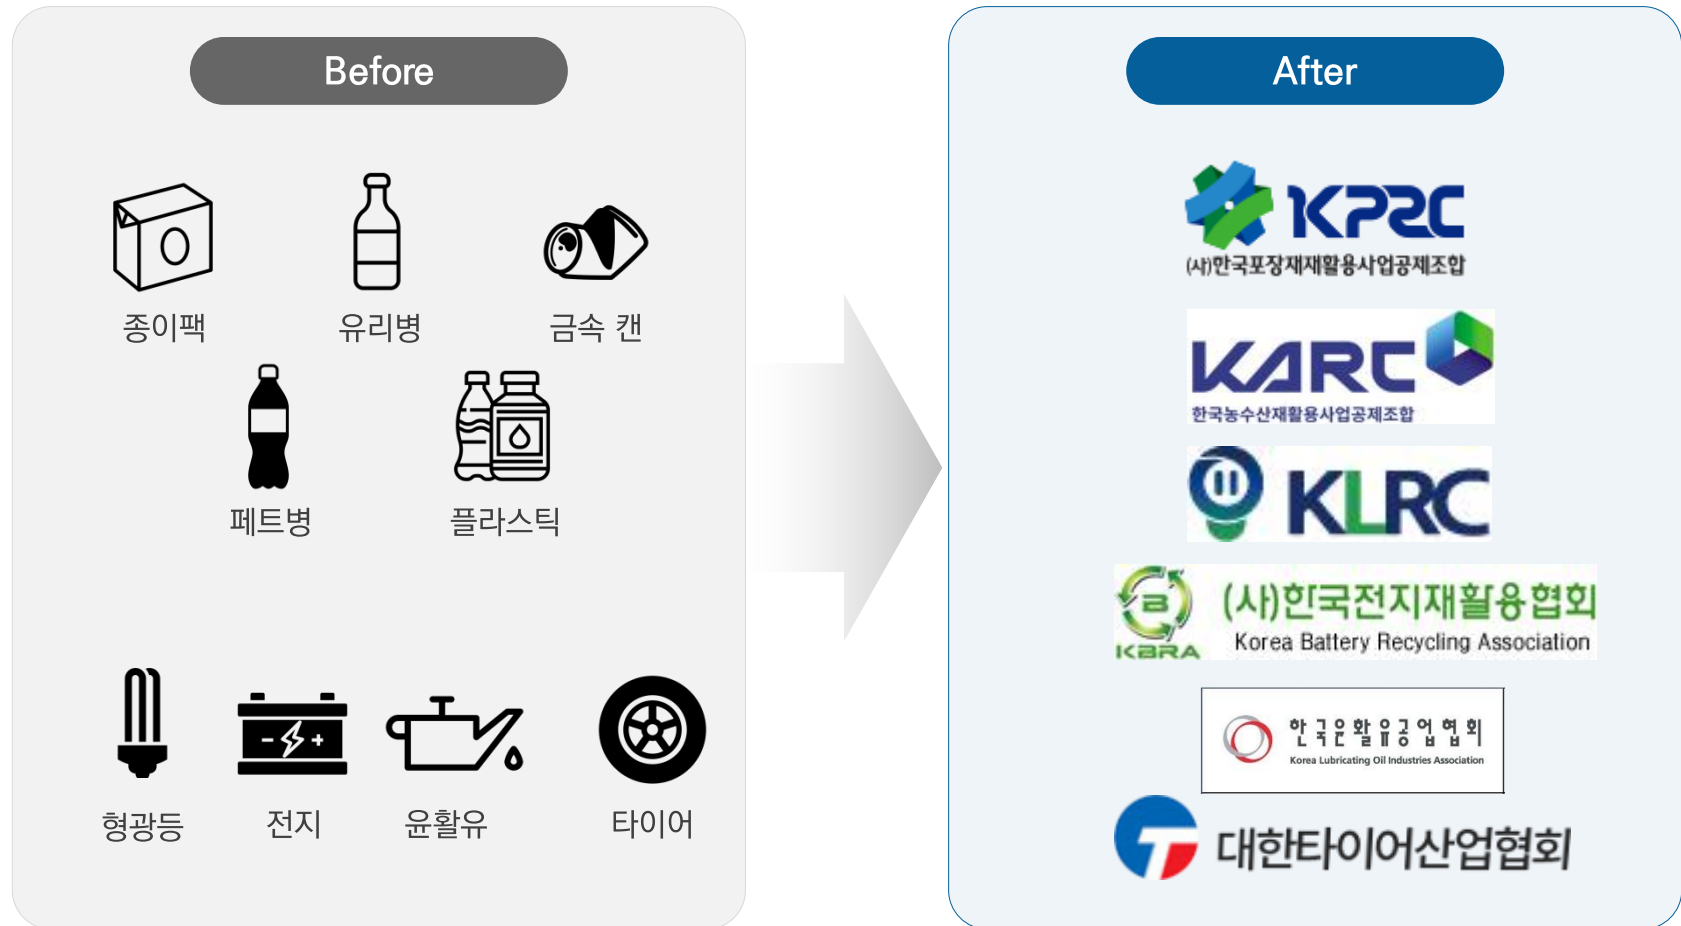 Before
종이팩
유리병
금속 캔
페트병
플라스틱
형광등
전지
윤활유
타이어
After
KPRC
(사)한국포장재재활용사업공제조합
KARC
한국농수산재활용사업공제조합
KLRC
B
KBRA
(사)한국전지재활용협회
Korea Battery Recycling Association
한국윤활유공업협회
Korea Lubricating Oil Industries Association
대한타이어산업협회